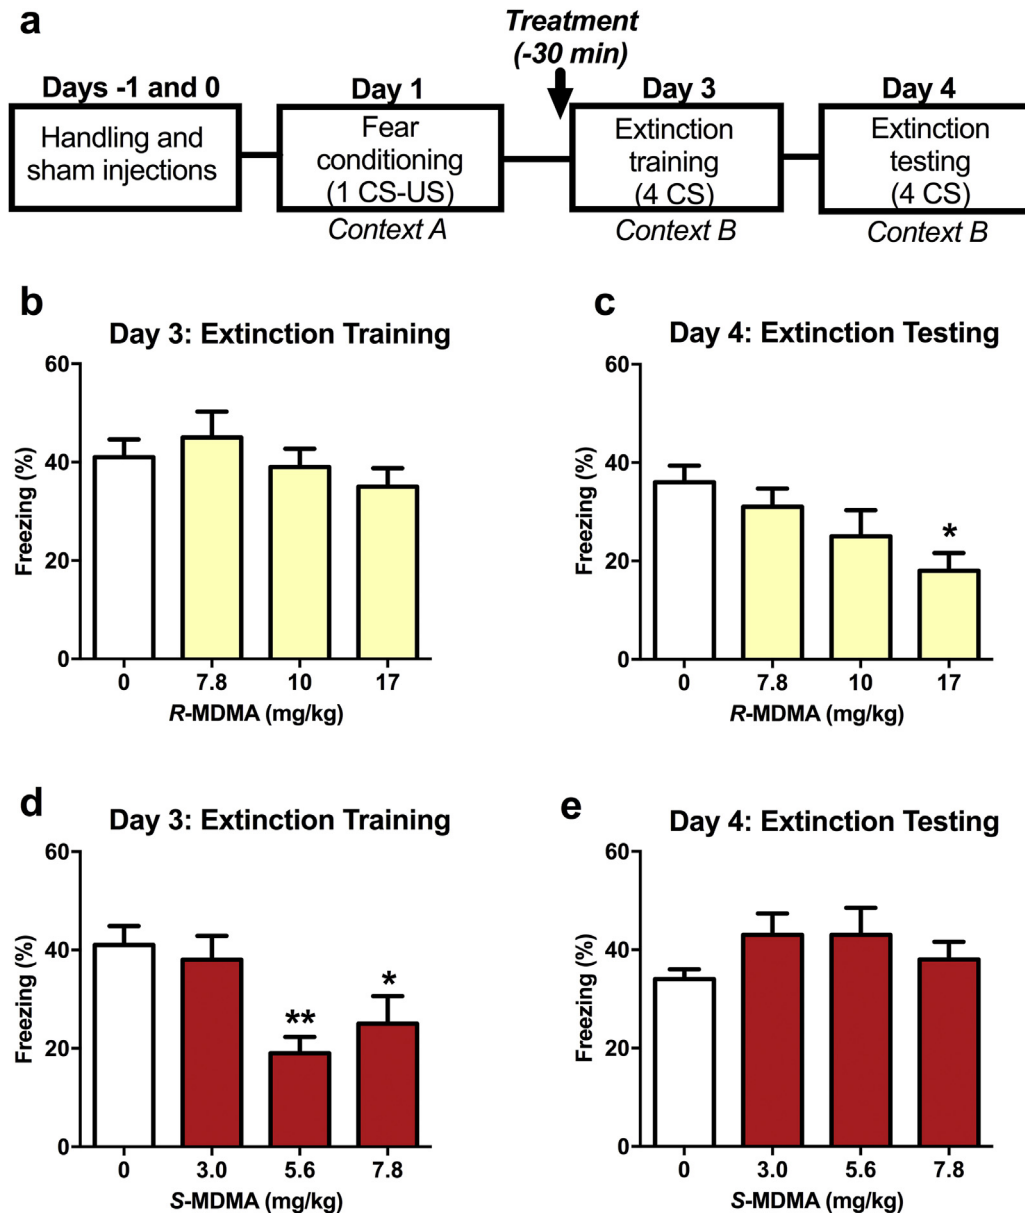 a
Treatment
(-30 min)
Days -1 and 0
Day 1
Day 3
Day 4
Handling and
sham injections
Fear
conditioning
(1 CS-US)
Extinction
training
(4 CS)
Extinction
testing
(4 CS)
Context A
Context B
Context B
b
Day 3: Extinction Training
60
40
20
0
Freezing (%)
0 7.8 10 17
R-MDMA (mg/kg)
c
Day 4: Extinction Testing
60
40
20
0
Freezing (%)
*
0 7.8 10 17
R-MDMA (mg/kg)
d
Day 3: Extinction Training
60
40
20
0
Freezing (%)
**
*
0 3.0 5.6 7.8
S-MDMA (mg/kg)
e
Day 4: Extinction Testing
60
40
20
0
Freezing (%)
0 3.0 5.6 7.8
S-MDMA (mg/kg)